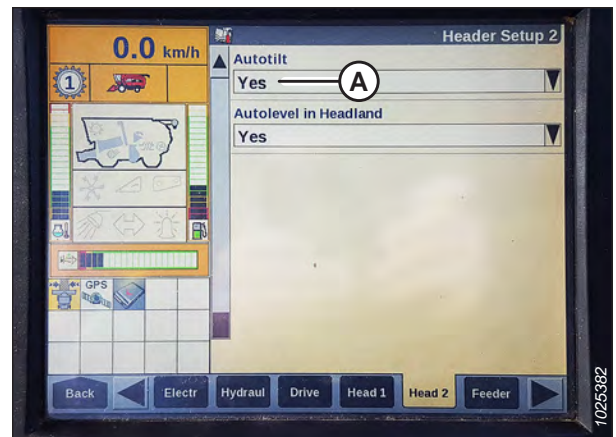 Header Setup 2
0.0 km/h
1
Autotilt
Yes
A
Autolevel in Headland
Yes
GPS
Back
Electr
Hydraul
Drive
Head 1
Head 2
Feeder
1025382